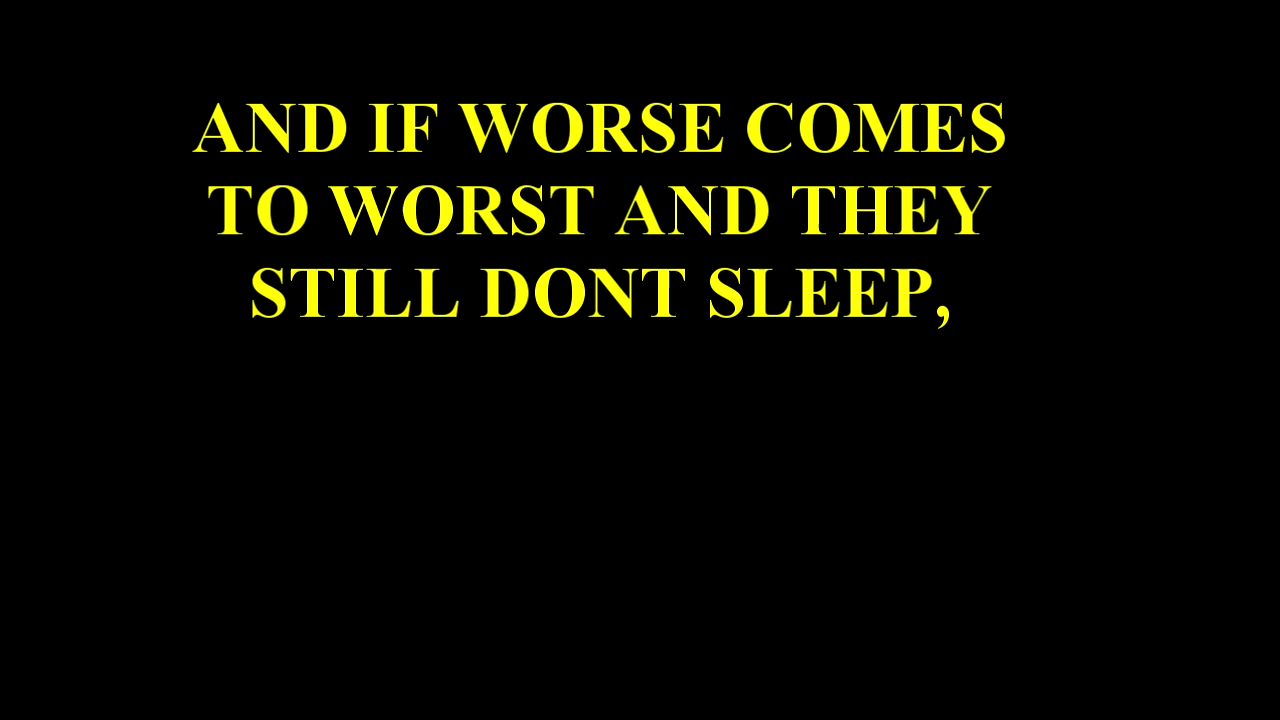 AND IF WORSE COMES
TO WORST AND THEY
STILL DONT SLEEP,